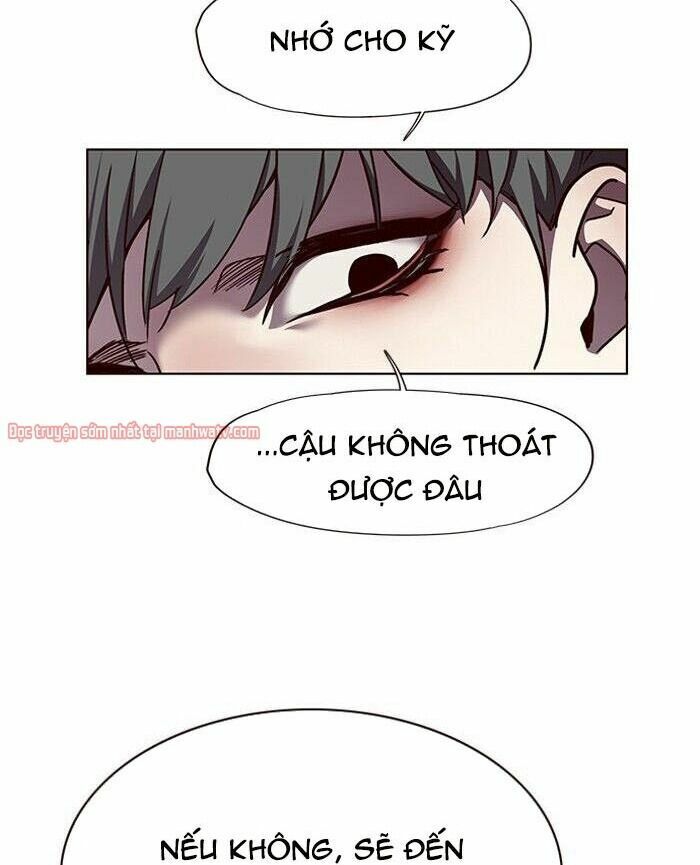 NHỚ CHO KỸ
Đọc truyện sớm nhất tại manhwatv.com
...CẬU KHÔNG THOÁT
ĐƯỢC ĐÂU
NẾU KHÔNG, SẼ ĐẾN